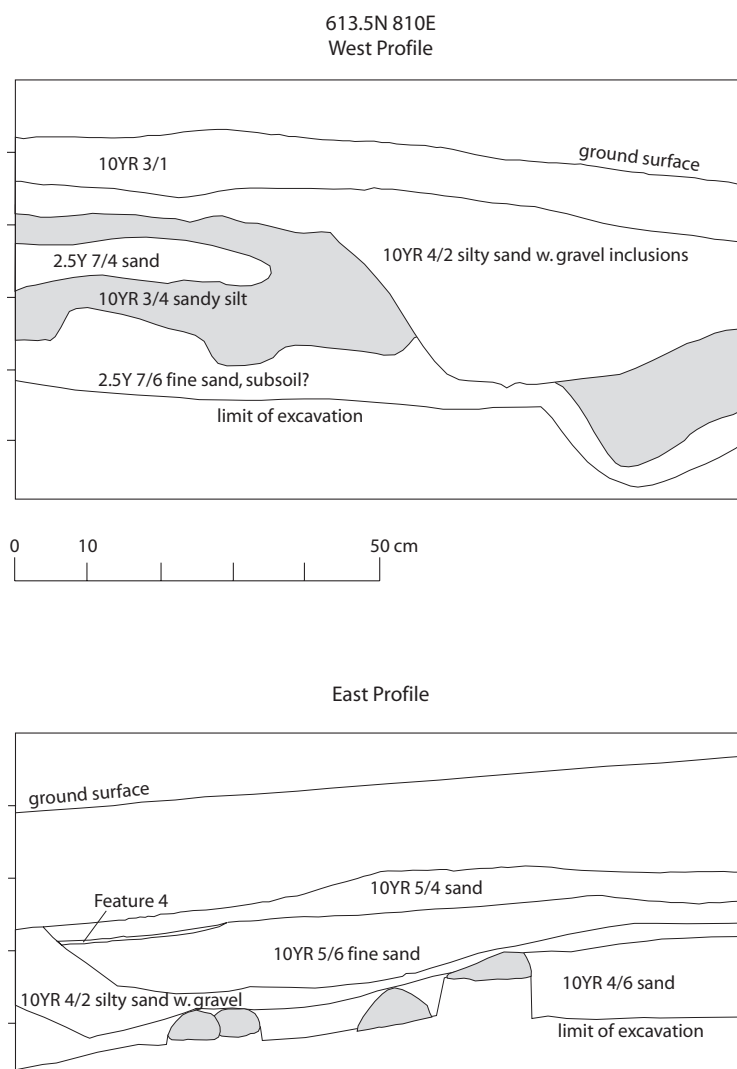 613.5N 810E
West Profile
ground surface
10YR 3/1
10YR 4/2 silty sand w. gravel inclusions
2.5Y 7/4 sand
10YR 3/4 sandy silt
2.5Y 7/6 fine sand, subsoil?
limit of excavation
0 10 50 cm
East Profile
ground surface
10YR 5/4 sand
Feature 4
10YR 5/6 fine sand
10YR 4/6 sand
10YR 4/2 silty sand w. gravel
limit of excavation